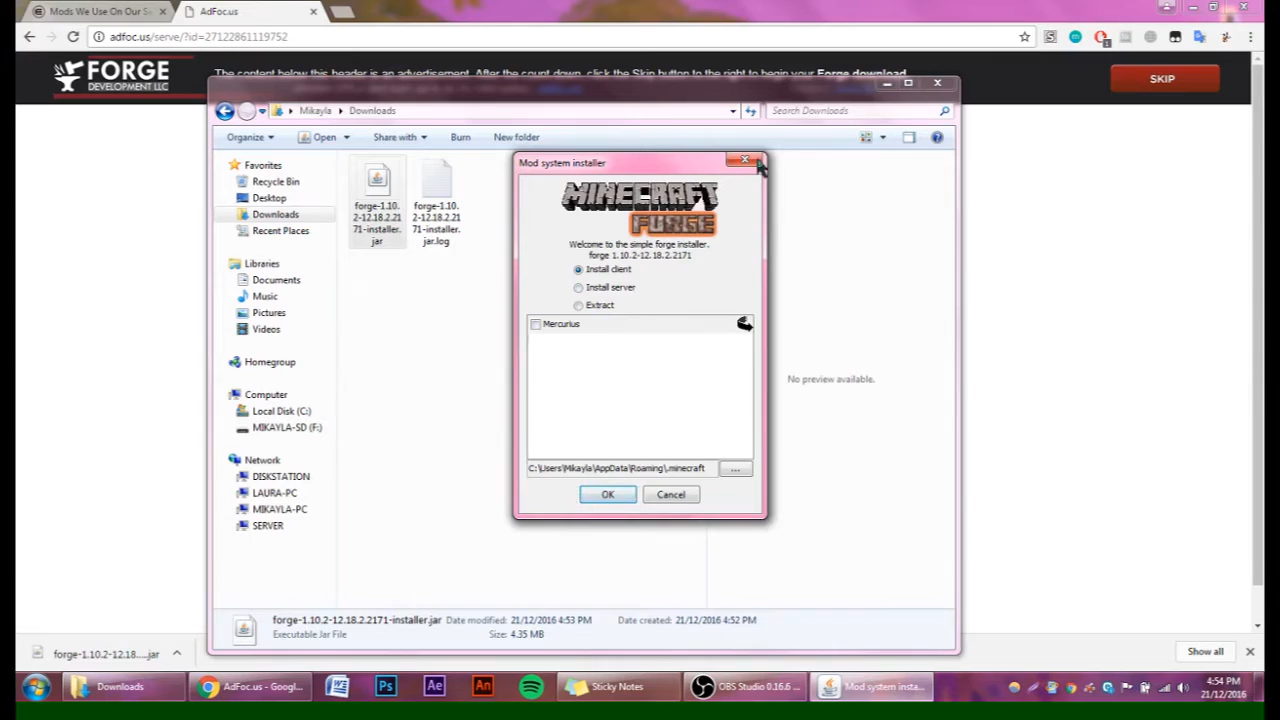 Mods We Use On Our Se
AdFoc.us
adfoc.us/serve/?id=27122861119752
FORGE
DEVELOPMENT LLC
The content below this header is an advertisement. After the count down, click the Skip button to the right to begin your Forge download.
SKIP
Mikayla
Downloads
Search Downloads
Organize
Open
Share with
Burn
New folder
Favorites
Recycle Bin
Desktop
Downloads
Recent Places
Libraries
Documents
Music
Pictures
Videos
Homegroup
Computer
Local Disk (C:)
MIKAYLA-SD (F:)
Network
DISKSTATION
LAURA-PC
MIKAYLA-PC
SERVER
forge-1.10.
2-12.18.2.21
71-installer.
jar
forge-1.10.
2-12.18.2.21
71-installer.
jar.log
Mod system installer
MINECRAFT
FORGE
Welcome to the simple forge installer.
forge 1.10.2-12.18.2.2171
Install client
Install server
Extract
Mercurius
C:\Users\Mikayla\AppData\Roaming\.minecraft
...
OK
Cancel
No preview available.
forge-1.10.2-12.18.2.2171-installer.jar
Date modified: 21/12/2016 4:53 PM
Date created: 21/12/2016 4:52 PM
Executable Jar File
Size: 4.35 MB
forge-1.10.2-12.18....jar
Show all
Downloads
AdFoc.us - Googl...
Ps
Ae
An
Sticky Notes
OBS Studio 0.16.6 ...
Mod system insta...
4:54 PM
21/12/2016